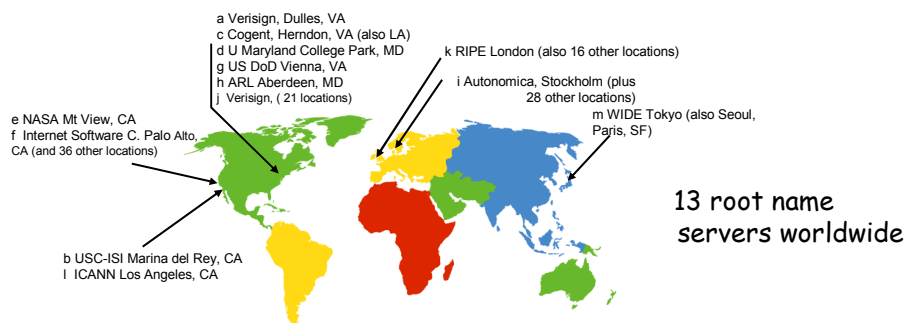 a Verisign, Dulles, VA
c Cogent, Herndon, VA (also LA)
d U Maryland College Park, MD
g US DoD Vienna, VA
h ARL Aberdeen, MD
j Verisign, ( 21 locations)
k RIPE London (also 16 other locations)
i Autonomica, Stockholm (plus
28 other locations)
m WIDE Tokyo (also Seoul,
Paris, SF)
e NASA Mt View, CA
f Internet Software C. Palo Alto,
CA (and 36 other locations)
13 root name
servers worldwide
b USC-ISI Marina del Rey, CA
l ICANN Los Angeles, CA